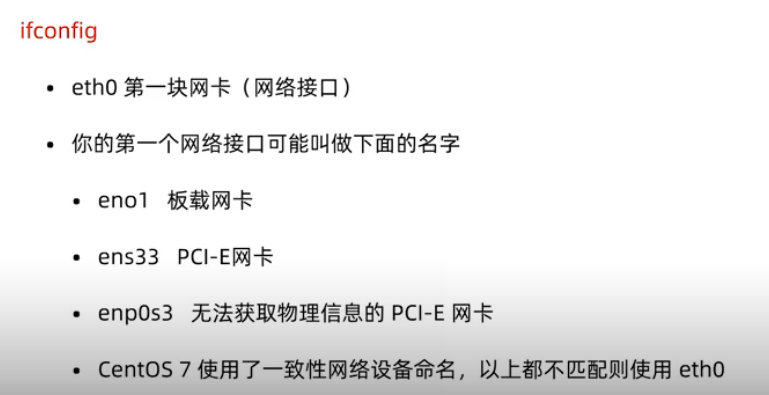 ifconfig
• eth0 第一块网卡（网络接口）
• 你的第一个网络接口可能叫做下面的名字
• eno1 板载网卡
• ens33 PCI-E网卡
• enp0s3 无法获取物理信息的 PCI-E 网卡
• CentOS 7 使用了一致性网络设备命名，以上都不匹配则使用 eth0